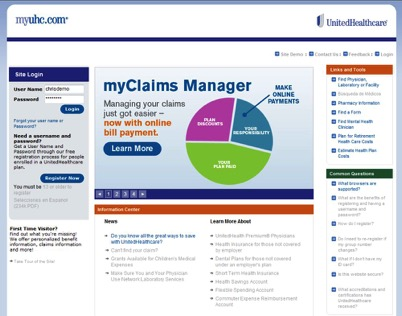 myuhc.com
UnitedHealthcare
Site Demo
Contact Us
Feedback
Login
Site Login
User Name chrisdemo
Password ********
Login
Forgot your user name or
Password?
Need a username and
password?
Get a User Name and
Password through our free
registration process for people
enrolled in a UnitedHealthcare
plan.
Register Now
You must be 13 or older to
register
Selecciones en Español
First Time Visitor?
Find out what you're missing!
We offer personalized benefit
information, claims information
and more!
Take Tour of the Site
myClaims Manager
Managing your claims
just got easier –
now with online
bill payment.
Learn More
MAKE
ONLINE
PAYMENTS
PLAN
DISCOUNTS
YOUR
RESPONSIBILITY
YOUR
PLAN PAID
1 2 3 4
Information Center
News
Do you know all the great ways to
save with UnitedHealthcare?
Can't find your claim?
Grants Available for Children's Medical
Expenses
Make Sure You and Your Physician
Use Network Laboratory Services
Learn More About
UnitedHealth Premium® Physicians
Health Insurance for those not covered
by employer
Dental Plans for those not covered
under an employer's plan
Short Term Health Insurance
Health Savings Account
Flexible Spending Account
Commuter Expense Reimbursement
Account
Links and Tools
Find Physician,
Laboratory or Facility
Búsqueda de Médicos
Pharmacy Information
Find a Form
Find Mental Health
Clinician
Plan for Retirement
Health Care Costs
Estimate Health Plan
Costs
Common Questions
What browsers are
supported?
What are the benefits of
registering and having a
username and
password?
How do I register?
Do I need to re-register if
my group number
changes?
What if I don't have my
ID card?
Is this website secure?
What accreditations and
certifications has
UnitedHealthcare
received?